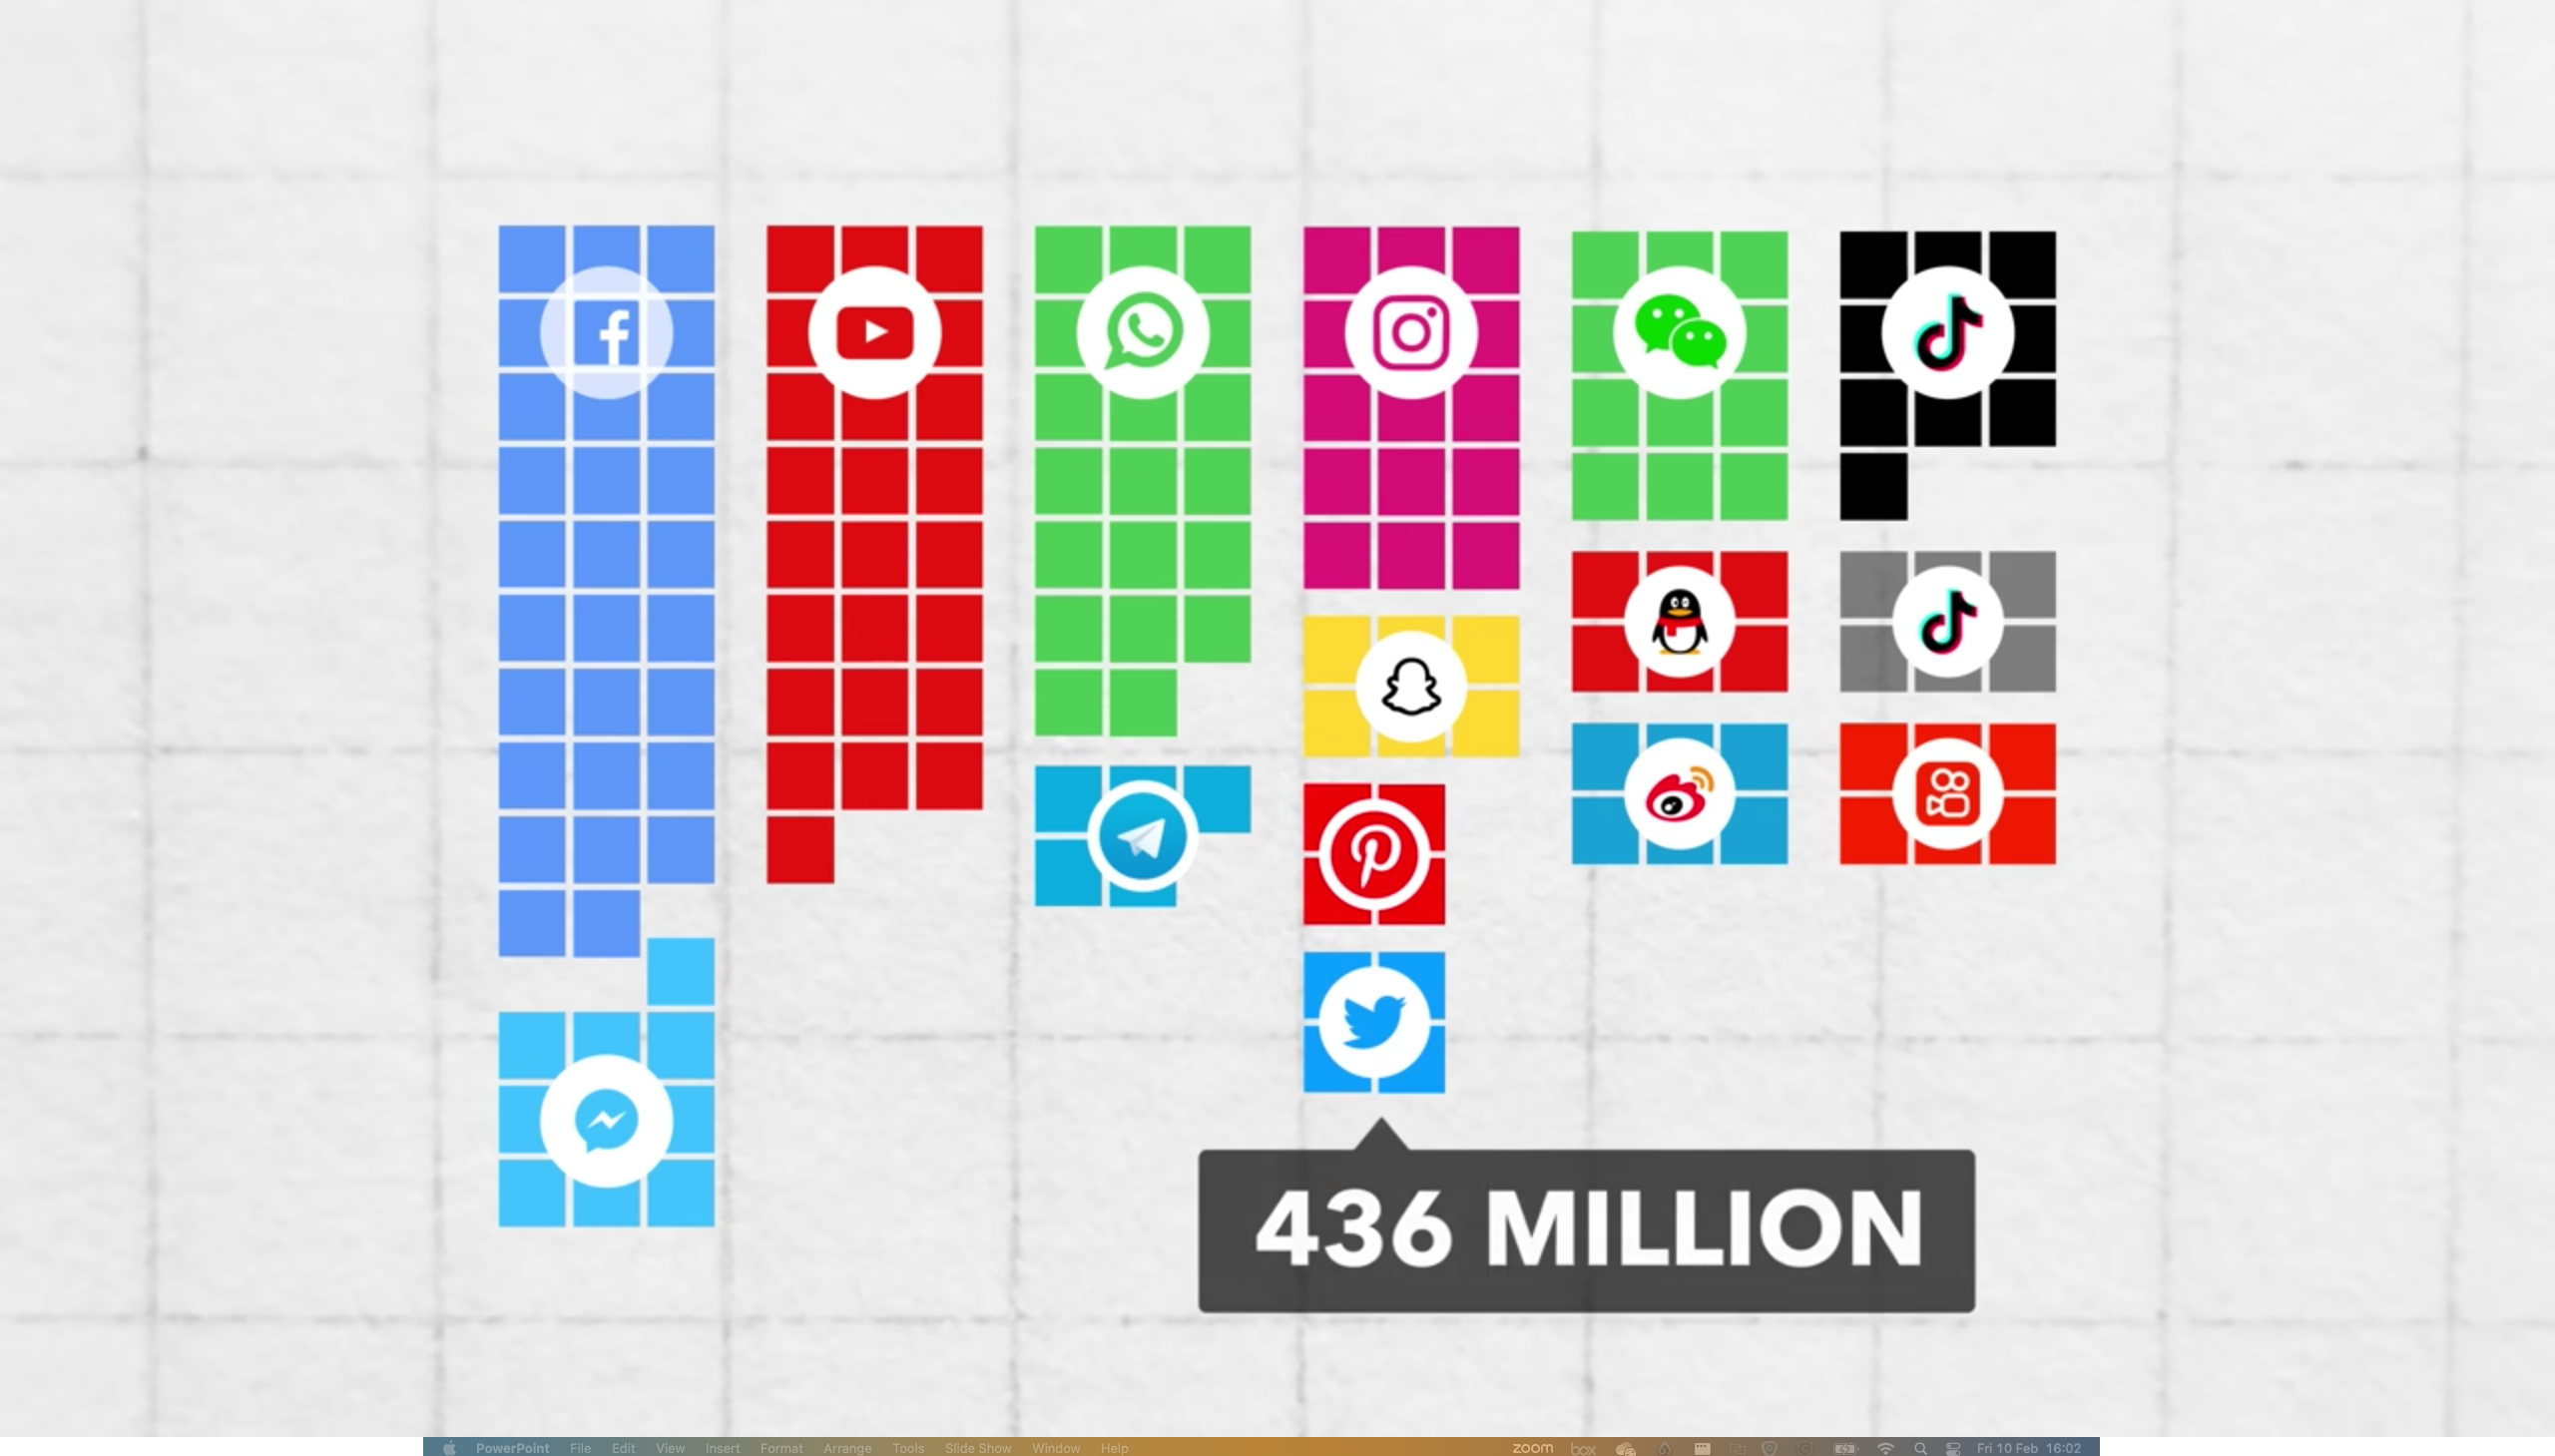 436 MILLION
PowerPoint File Edit View Insert Format Arrange Tools Slide Show Window Help
zoom box Fri 10 Feb 16:02